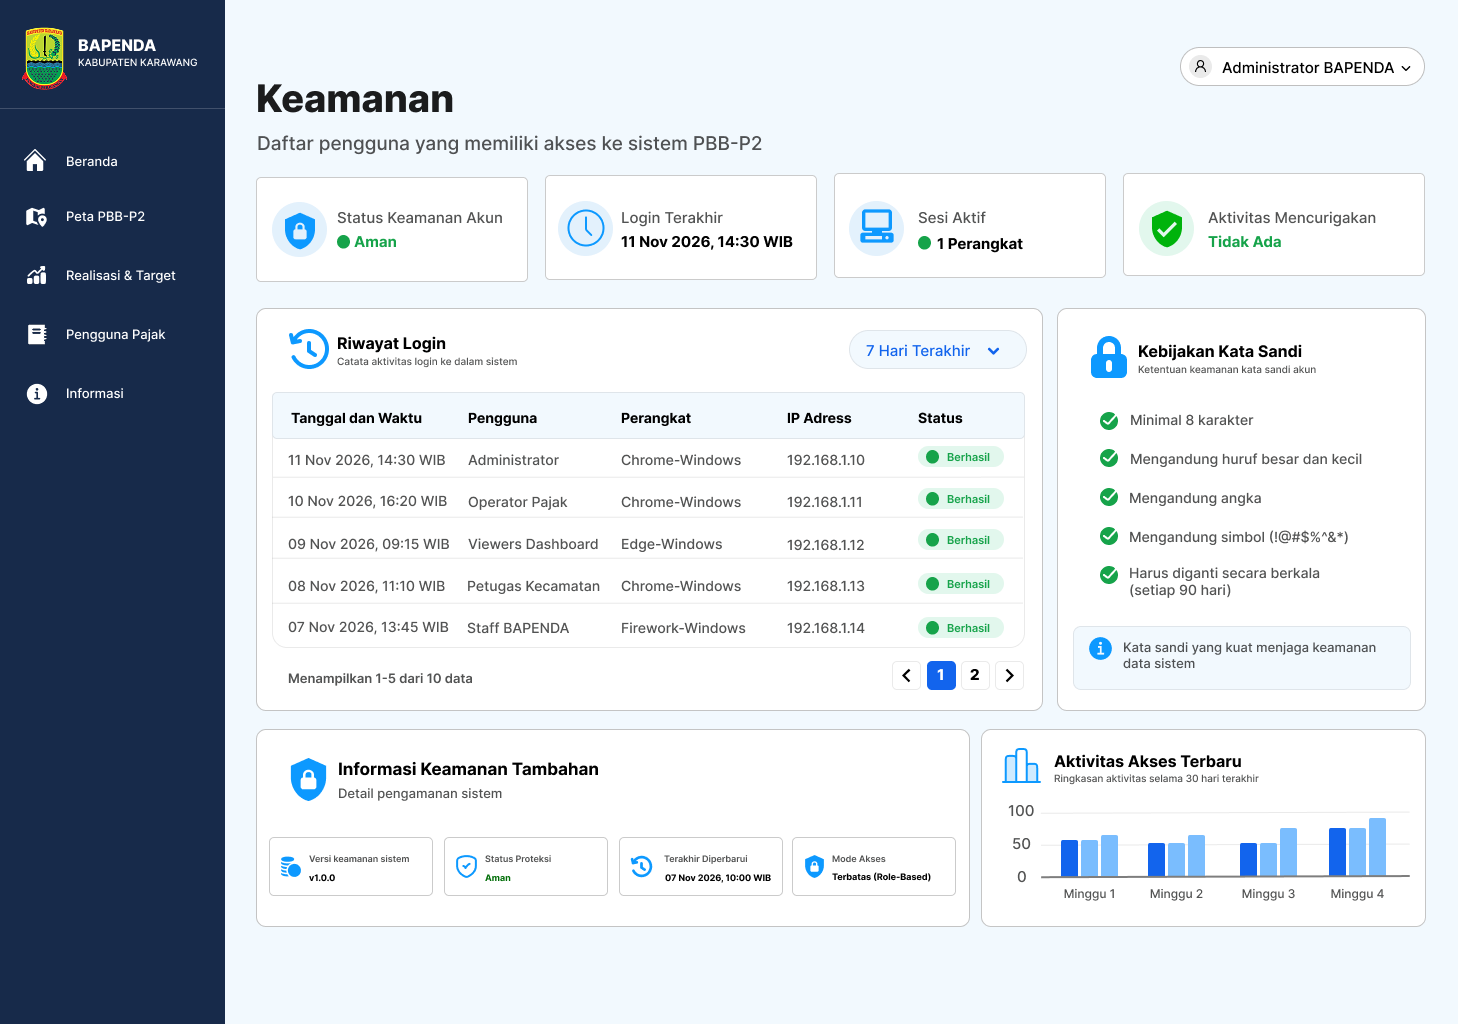 BAPENDA
KABUPATEN KARAWANG
Administrator BAPENDA
Beranda
Peta PBB-P2
Realisasi & Target
Pengguna Pajak
Informasi
Keamanan
Daftar pengguna yang memiliki akses ke sistem PBB-P2
Status Keamanan Akun
Aman
Login Terakhir
11 Nov 2026, 14:30 WIB
Sesi Aktif
1 Perangkat
Aktivitas Mencurigakan
Tidak Ada
Riwayat Login
Catata aktivitas login ke dalam sistem
7 Hari Terakhir
Tanggal dan Waktu Pengguna Perangkat IP Adress Status
11 Nov 2026, 14:30 WIB Administrator Chrome-Windows 192.168.1.10 Berhasil
10 Nov 2026, 16:20 WIB Operator Pajak Chrome-Windows 192.168.1.11 Berhasil
09 Nov 2026, 09:15 WIB Viewers Dashboard Edge-Windows 192.168.1.12 Berhasil
08 Nov 2026, 11:10 WIB Petugas Kecamatan Chrome-Windows 192.168.1.13 Berhasil
07 Nov 2026, 13:45 WIB Staff BAPENDA Firework-Windows 192.168.1.14 Berhasil
Menampilkan 1-5 dari 10 data
1 2
Kebijakan Kata Sandi
Ketentuan keamanan kata sandi akun
Minimal 8 karakter
Mengandung huruf besar dan kecil
Mengandung angka
Mengandung simbol (!@#$%^&*)
Harus diganti secara berkala
(setiap 90 hari)
Kata sandi yang kuat menjaga keamanan
data sistem
Informasi Keamanan Tambahan
Detail pengamanan sistem
Versi keamanan sistem
v1.0.0
Status Proteksi
Aman
Terakhir Diperbarui
07 Nov 2026, 10:00 WIB
Mode Akses
Terbatas (Role-Based)
Aktivitas Akses Terbaru
Ringkasan aktivitas selama 30 hari terakhir
100
50
0
Minggu 1 Minggu 2 Minggu 3 Minggu 4